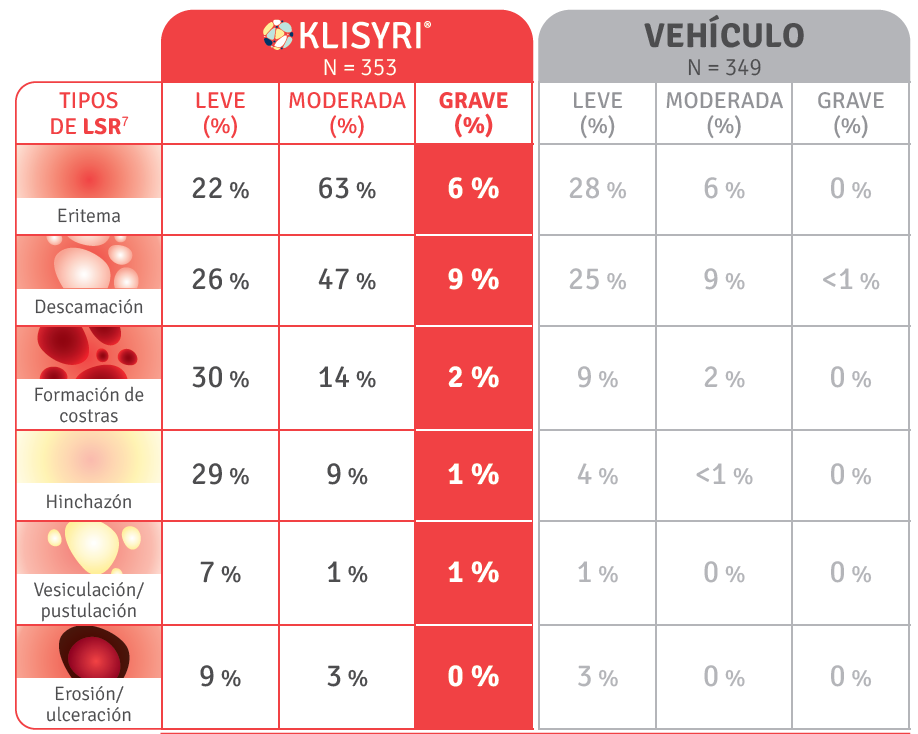 KLISYRI®
N = 353
VEHÍCULO
N = 349
TIPOS
DE LSR7
LEVE
(%)
MODERADA
(%)
GRAVE
(%)
LEVE
(%)
MODERADA
(%)
GRAVE
(%)
Eritema
22 %
63 %
6 %
28 %
6 %
0 %
Descamación
26 %
47 %
9 %
25 %
9 %
<1 %
Formación de
costras
30 %
14 %
2 %
9 %
2 %
0 %
Hinchazón
29 %
9 %
1 %
4 %
<1 %
0 %
Vesiculación/
pustulación
7 %
1 %
1 %
1 %
0 %
0 %
Erosión/
ulceración
9 %
3 %
0 %
3 %
0 %
0 %